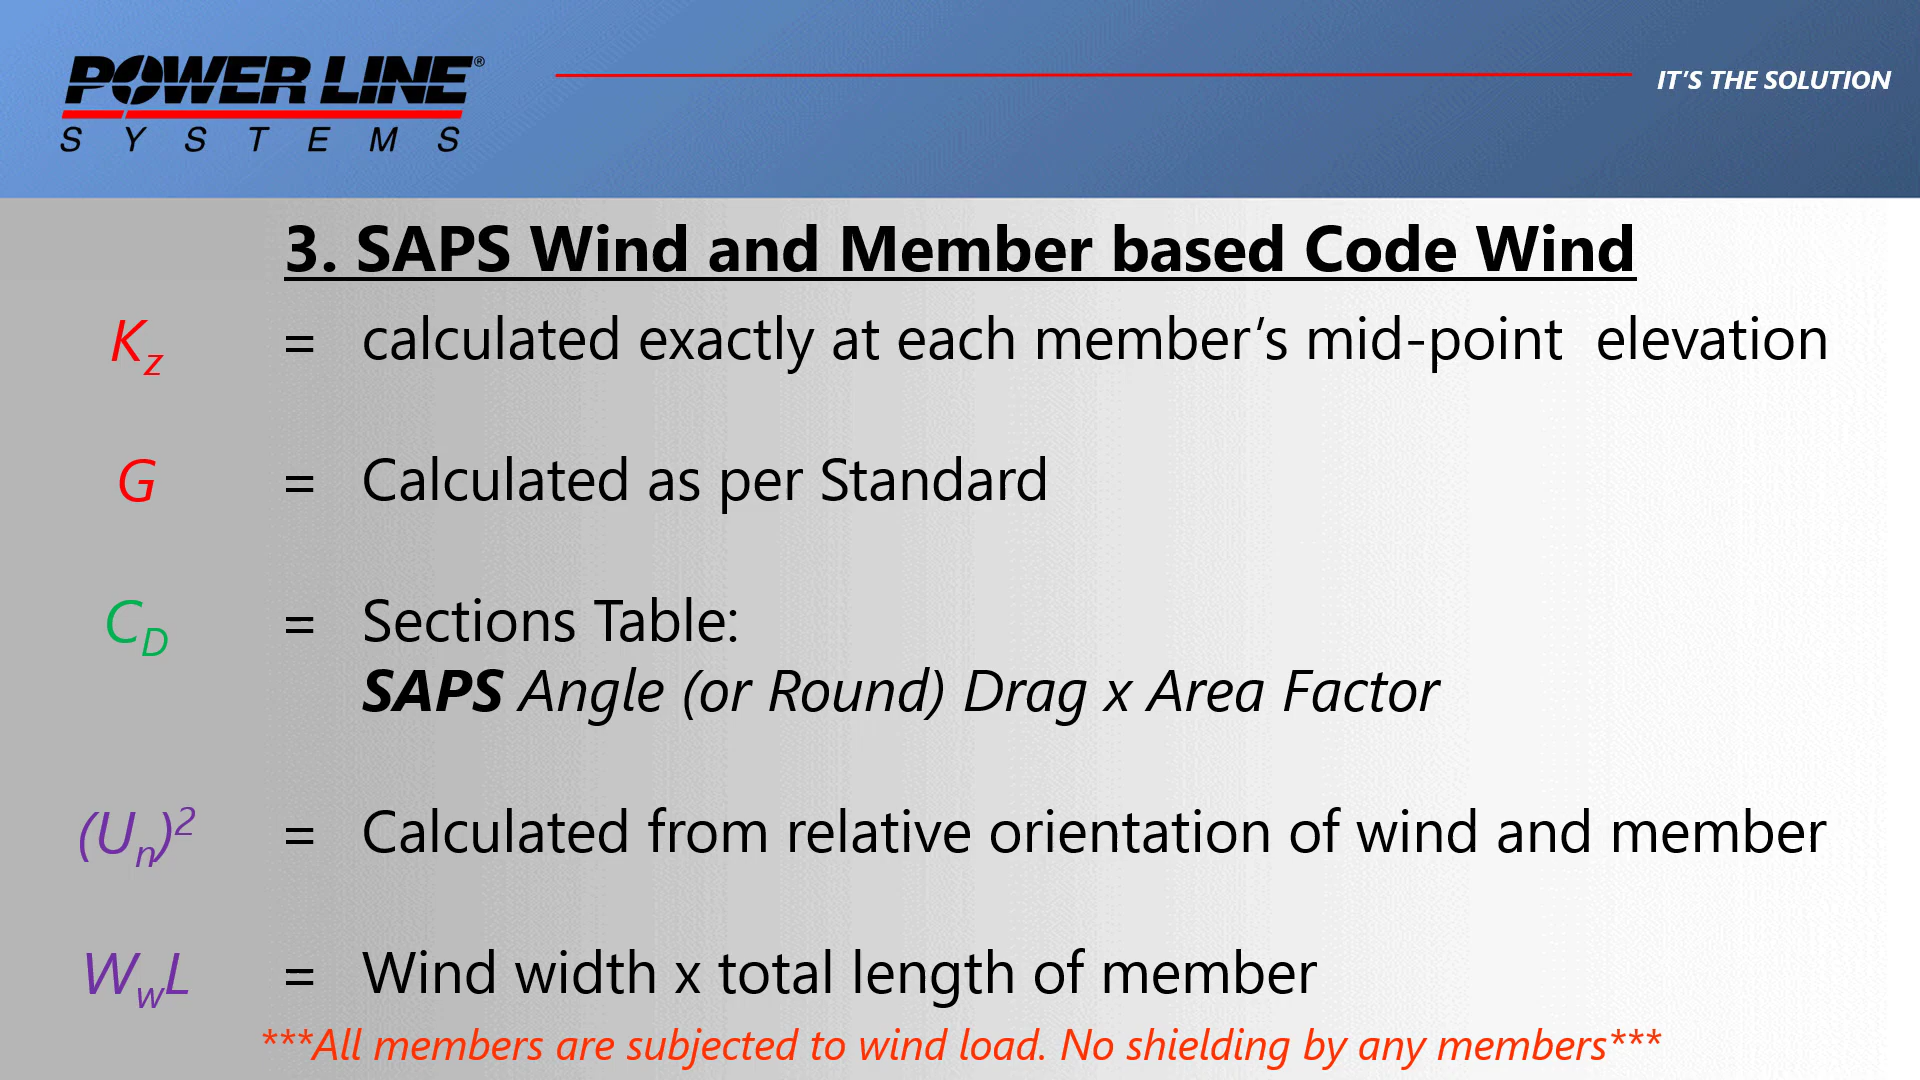 POWER LINE®
SYSTEMS
IT'S THE SOLUTION
3. SAPS Wind and Member based Code Wind
Kz = calculated exactly at each member’s mid-point  elevation
G = Calculated as per Standard
CD = Sections Table:
SAPS Angle (or Round) Drag x Area Factor
(Un)2 = Calculated from relative orientation of wind and member
WwL = Wind width x total length of member
***All members are subjected to wind load. No shielding by any members***